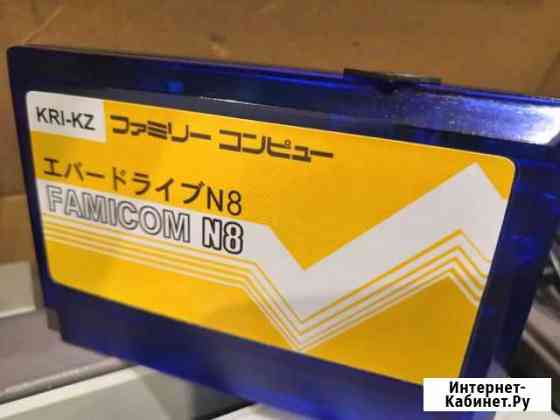 KRI-KZ
ファミリー コンピュー
エバードライブN8
FAMICOM N8
Интернет-
Кабинет.Ру